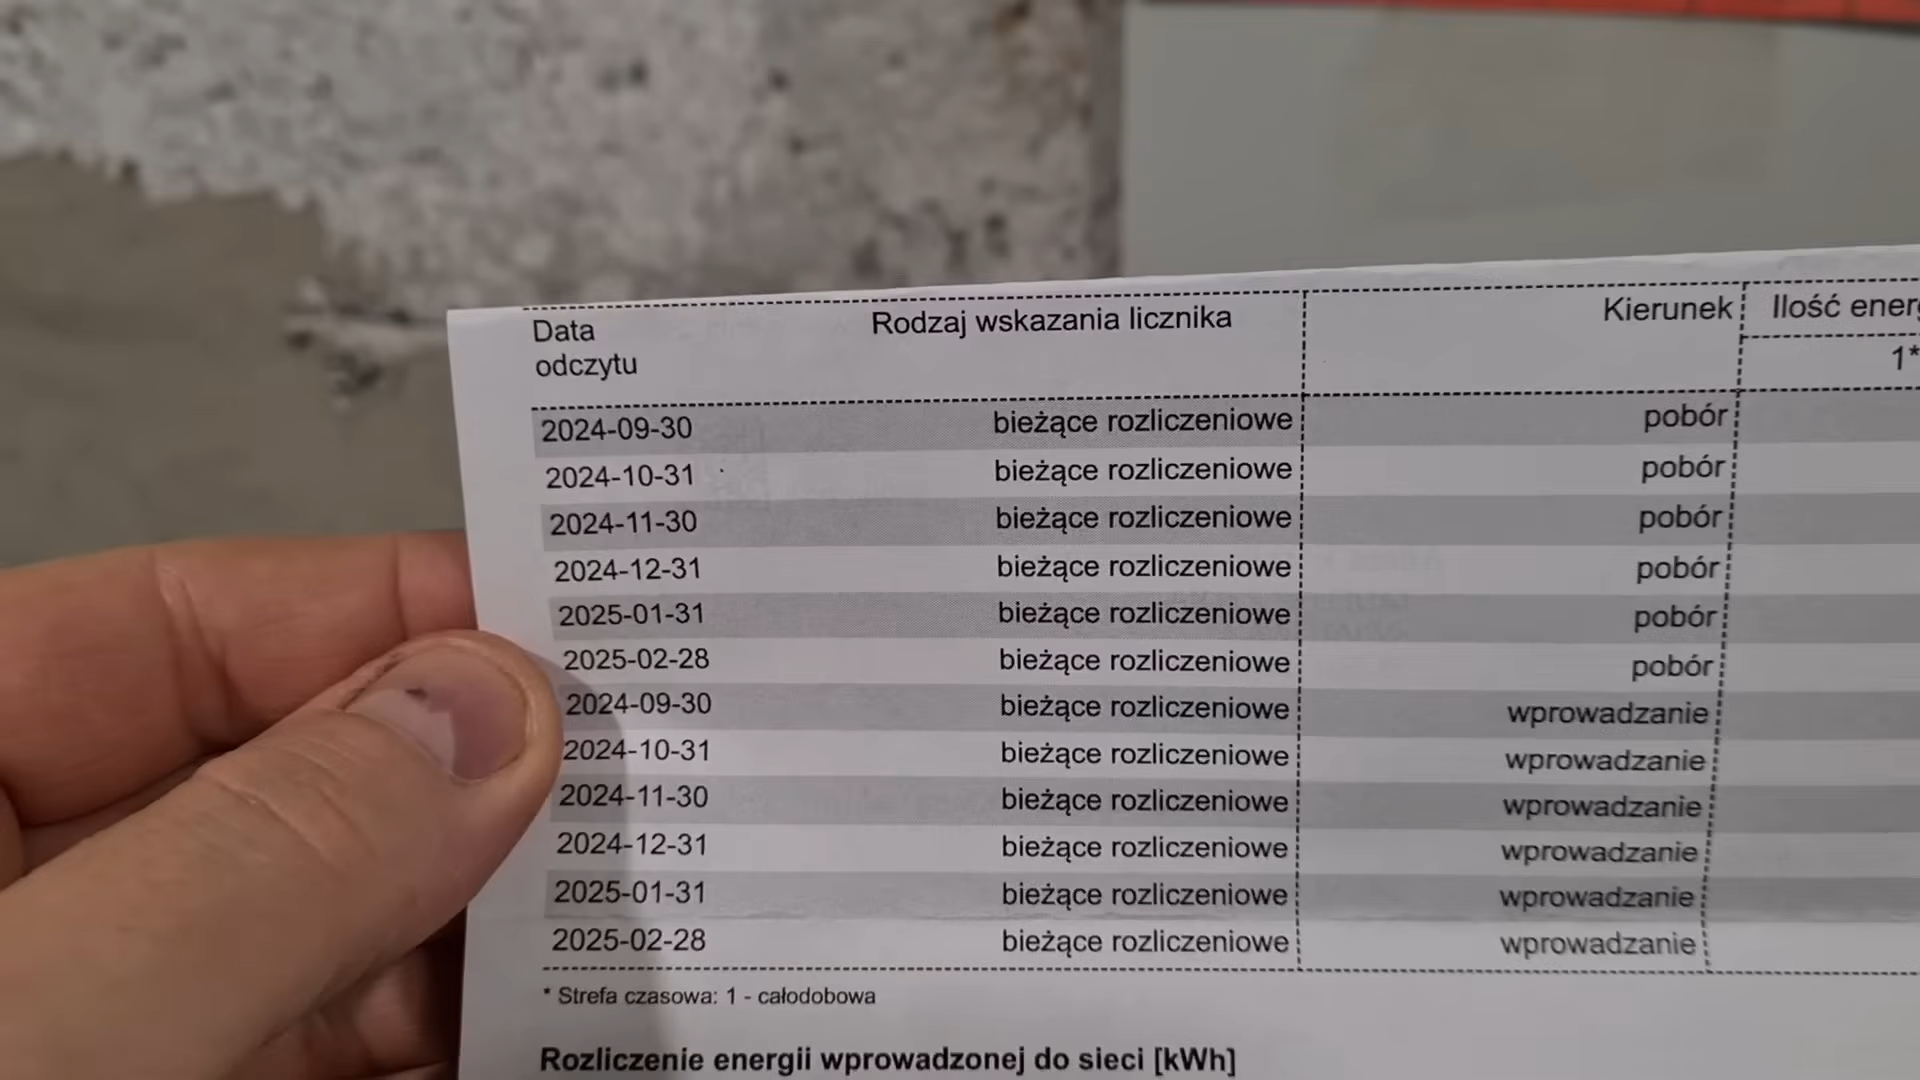 Data odczytu Rodzaj wskazania licznika Kierunek Ilość
1*
2024-09-30 bieżące rozliczeniowe pobór
2024-10-31 bieżące rozliczeniowe pobór
2024-11-30 bieżące rozliczeniowe pobór
2024-12-31 bieżące rozliczeniowe pobór
2025-01-31 bieżące rozliczeniowe pobór
2025-02-28 bieżące rozliczeniowe pobór
2024-09-30 bieżące rozliczeniowe wprowadzanie
2024-10-31 bieżące rozliczeniowe wprowadzanie
2024-11-30 bieżące rozliczeniowe wprowadzanie
2024-12-31 bieżące rozliczeniowe wprowadzanie
2025-01-31 bieżące rozliczeniowe wprowadzanie
2025-02-28 bieżące rozliczeniowe wprowadzanie
* Strefa czasowa: 1 - całodobowa
Rozliczenie energii wprowadzonej do sieci [kWh]